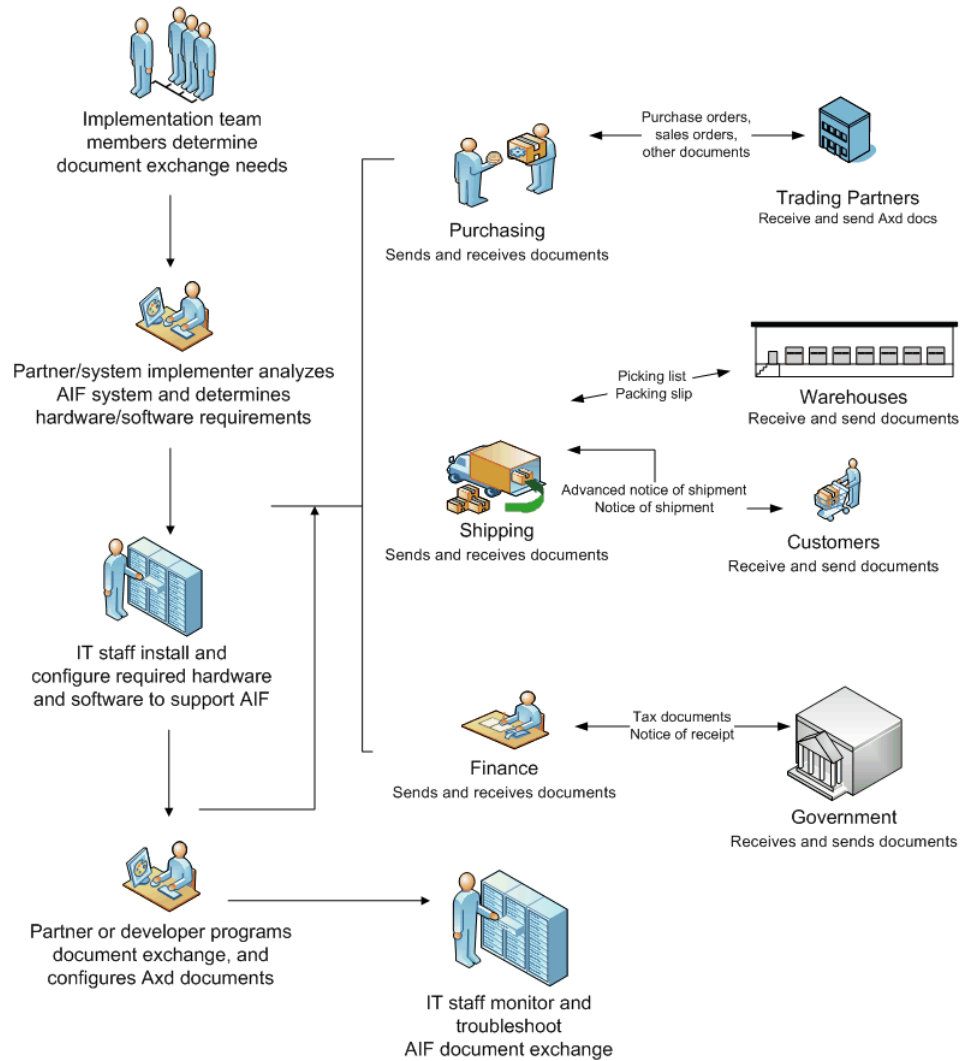 Implementation team
members determine
document exchange needs
Partner/system implementer analyzes
AIF system and determines
hardware/software requirements
IT staff install and
configure required hardware
and software to support AIF
Partner or developer programs
document exchange, and
configures Axd documents
IT staff monitor and
troubleshoot
AIF document exchange
Purchasing
Sends and receives documents
Purchase orders,
sales orders,
other documents
Trading Partners
Receive and send Axd docs
Shipping
Sends and receives documents
Picking list
Packing slip
Warehouses
Receive and send documents
Advanced notice of shipment
Notice of shipment
Customers
Receive and send documents
Finance
Sends and receives documents
Tax documents
Notice of receipt
Government
Receives and sends documents